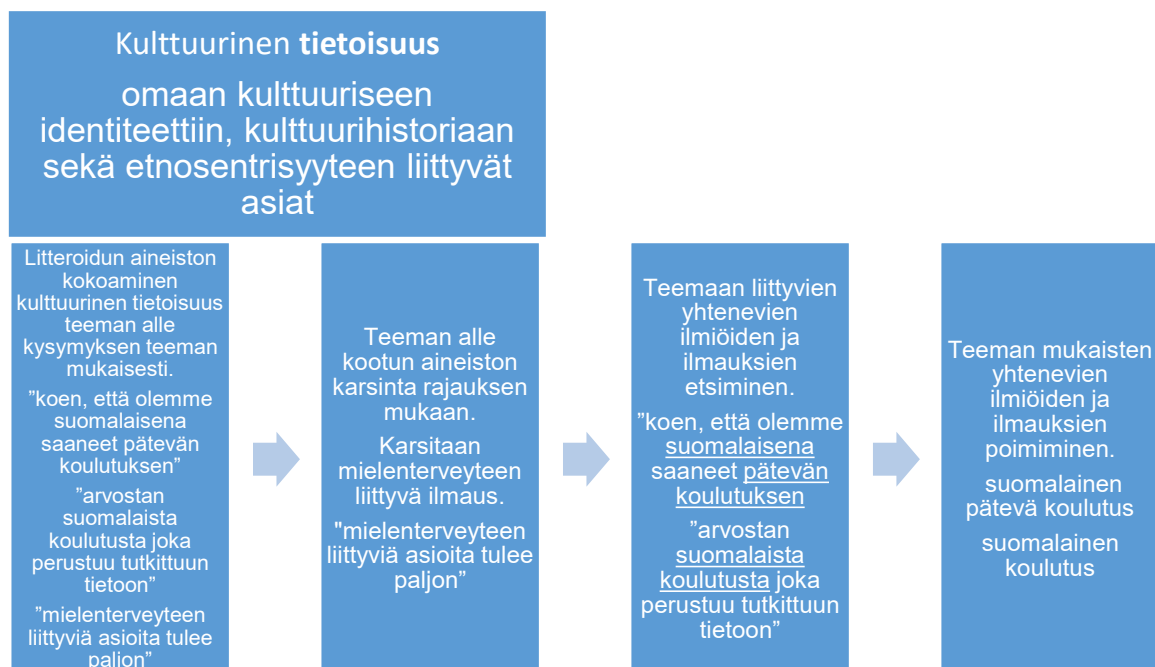 Kulttuurinen tietoisuus
omaan kulttuuriseen
identiteettiin, kulttuurihistoriaan
sekä etnosentrisyyteen liittyvät
asiat
Litteroidun aineiston
kokoaminen
kulttuurinen tietoisuus
teeman alle
kysymyksen teeman
mukaisesti.
”koen, että olemme
suomalaisena
saaneet pätevän
koulutuksen”
”arvostan
suomalaista
koulutusta joka
perustuu tutkittuun
tietoon”
”mielenterveyteen
liittyviä asioita tulee
paljon”
Teeman alle
kootun aineiston
karsinta rajauksen
mukaan.
Karsitaan
mielenterveyteen
liittyvä ilmaus.
"mielenterveyteen
liittyviä asioita tulee
paljon”
Teemaan liittyvien
yhtenevien
ilmiöiden ja
ilmauksien
etsiminen.
”koen, että olemme
suomalaisena
saaneet pätevän
koulutuksen
”arvostan
suomalaista
koulutusta joka
perustuu tutkittuun
tietoon”
Teeman mukaisten
yhtenevien
ilmiöiden ja
ilmauksien
poimiminen.
suomalainen
pätevä koulutus
suomalainen
koulutus